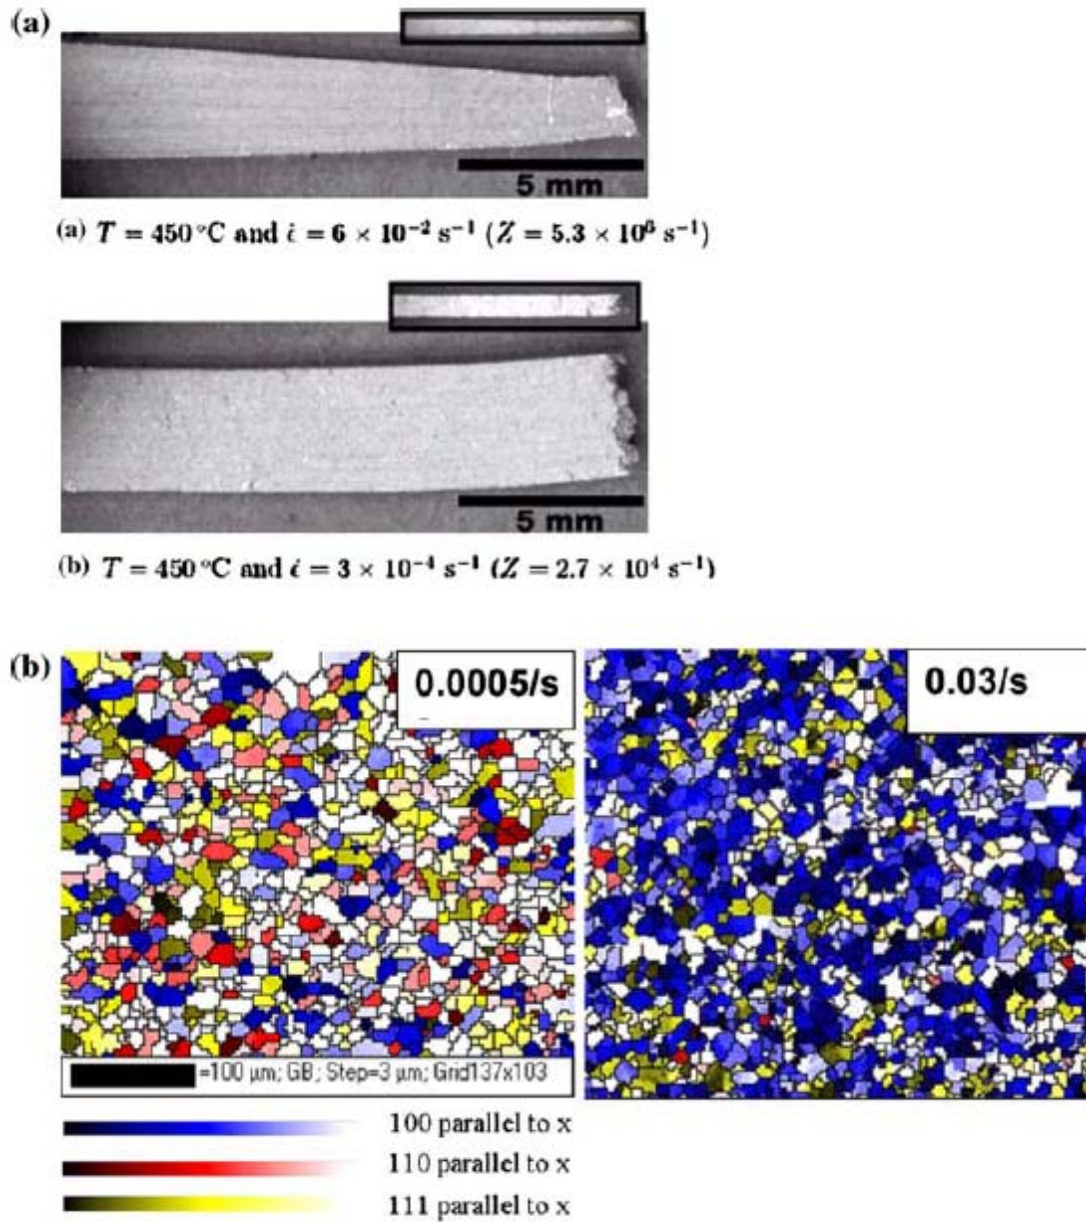 (a)
5 mm
(a) T = 450 °C and ε̇ = 6 × 10⁻² s⁻¹ (Z = 5.3 × 10⁶ s⁻¹)
5 mm
(b) T = 450 °C and ε̇ = 3 × 10⁻⁴ s⁻¹ (Z = 2.7 × 10⁴ s⁻¹)
(b)
0.0005/s
0.03/s
=100 µm; GB; Step=3 µm; Grid137x103
100 parallel to x
110 parallel to x
111 parallel to x